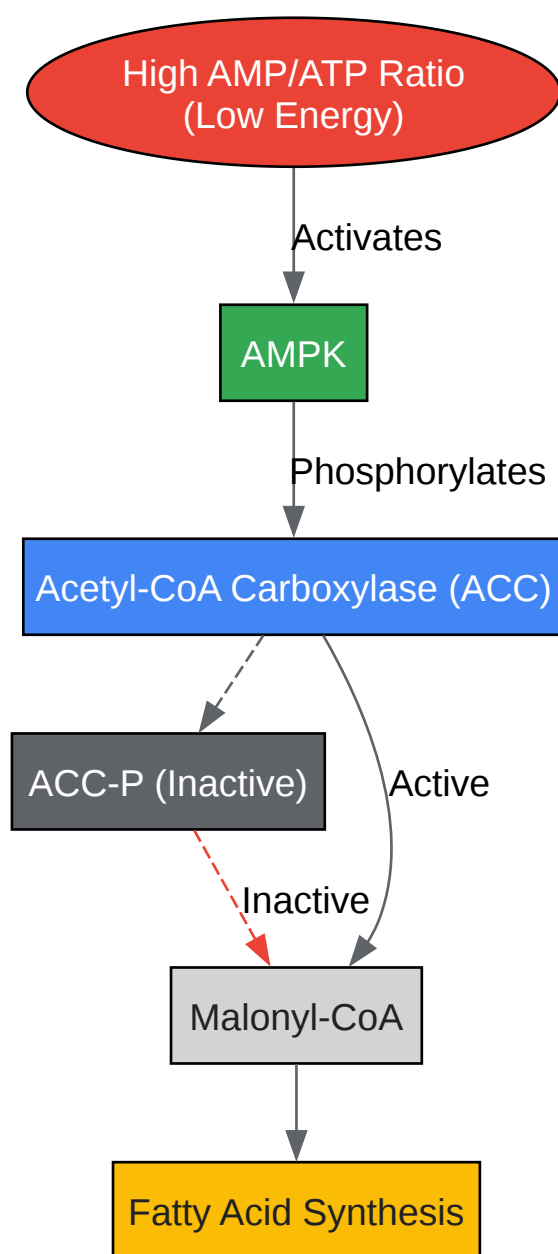 High AMP/ATP Ratio
(Low Energy)
Activates
AMPK
Phosphorylates
Acetyl-CoA Carboxylase (ACC)
ACC-P (Inactive)
Active
Inactive
Malonyl-CoA
Fatty Acid Synthesis